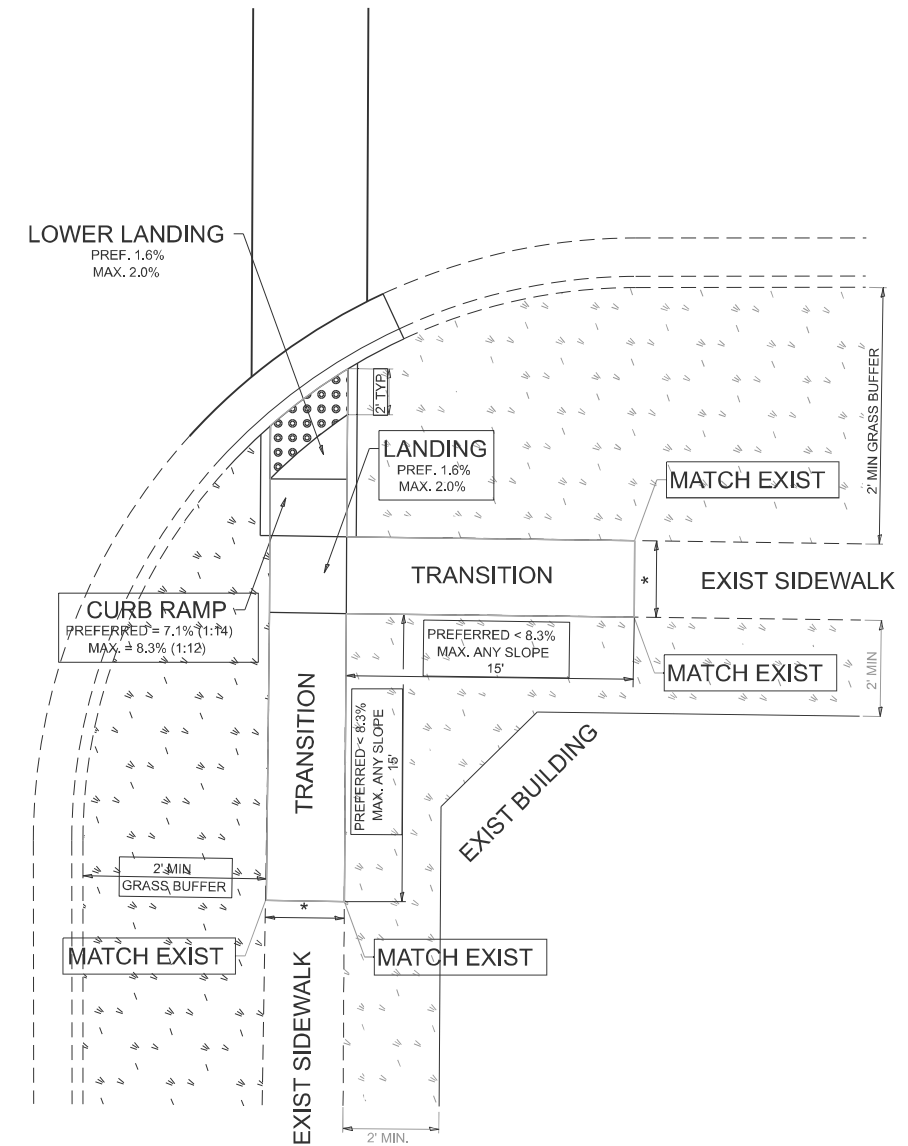 LOWER LANDING
PREF. 1.6%
MAX. 2.0%
2' TYP.
LANDING
PREF. 1.6%
MAX. 2.0%
2' MIN GRASS BUFFER
MATCH EXIST
TRANSITION
*
EXIST SIDEWALK
CURB RAMP
PREFERRED = 7.1% (1:14)
MAX. = 8.3% (1:12)
PREFERRED < 8.3%
MAX. ANY SLOPE
15'
MATCH EXIST
2' MIN
TRANSITION
PREFERRED < 8.3%
MAX. ANY SLOPE
15'
EXIST BUILDING
2' MIN
GRASS BUFFER
*
MATCH EXIST
MATCH EXIST
EXIST SIDEWALK
2' MIN.